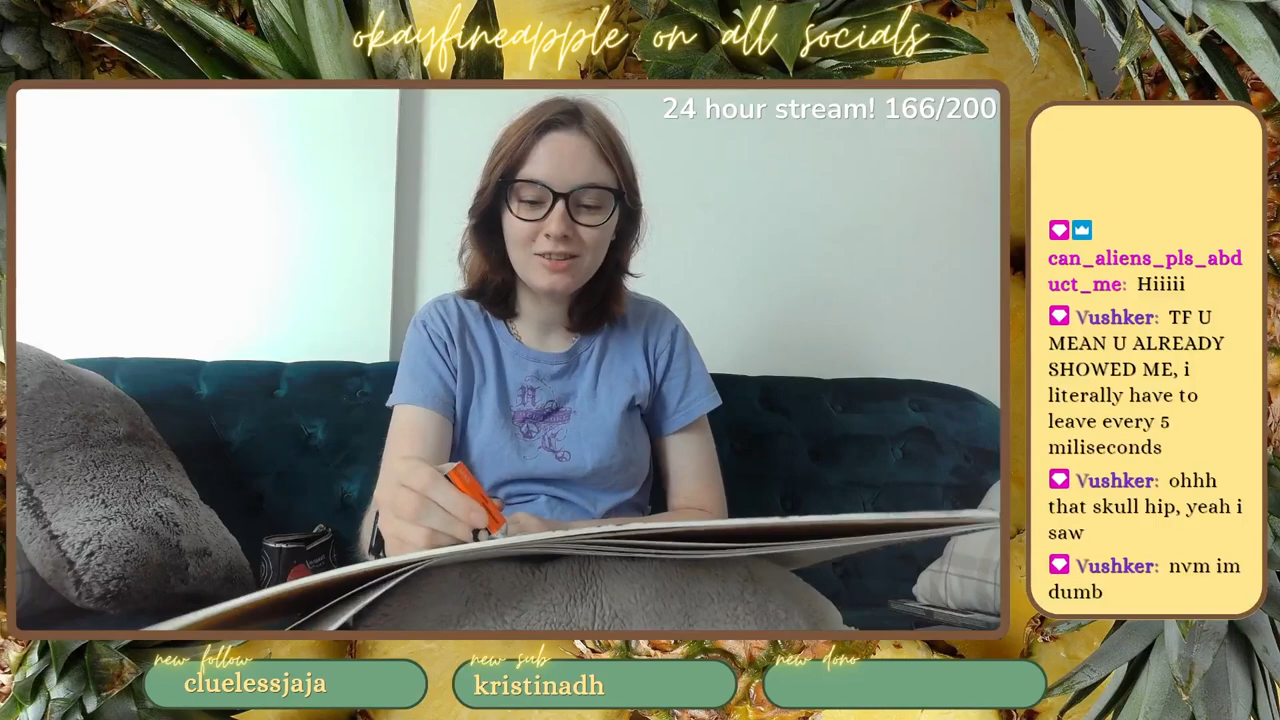 okayfineapple on all socials
24 hour stream! 166/200
can_aliens_pls_abd
uct_me: Hiiiii
Vushker: TF U
MEAN U ALREADY
SHOWED ME, i
literally have to
leave every 5
miliseconds
Vushker: ohhh
that skull hip, yeah i
saw
Vushker: nvm im
dumb
new follow
cluelessjaja
new sub
kristinadh
new dono